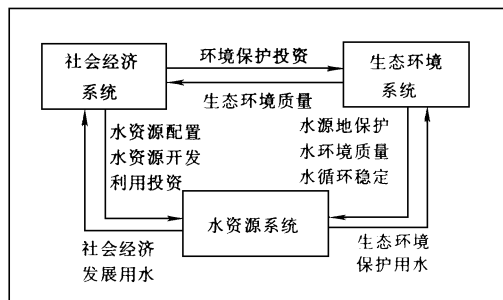 社会经济
系统
环境保护投资
生态环境质量
生态环境
系统
水资源配置
水资源开发
利用投资
水源地保护
水环境质量
水循环稳定
水资源系统
社会经济
发展用水
生态环境
保护用水